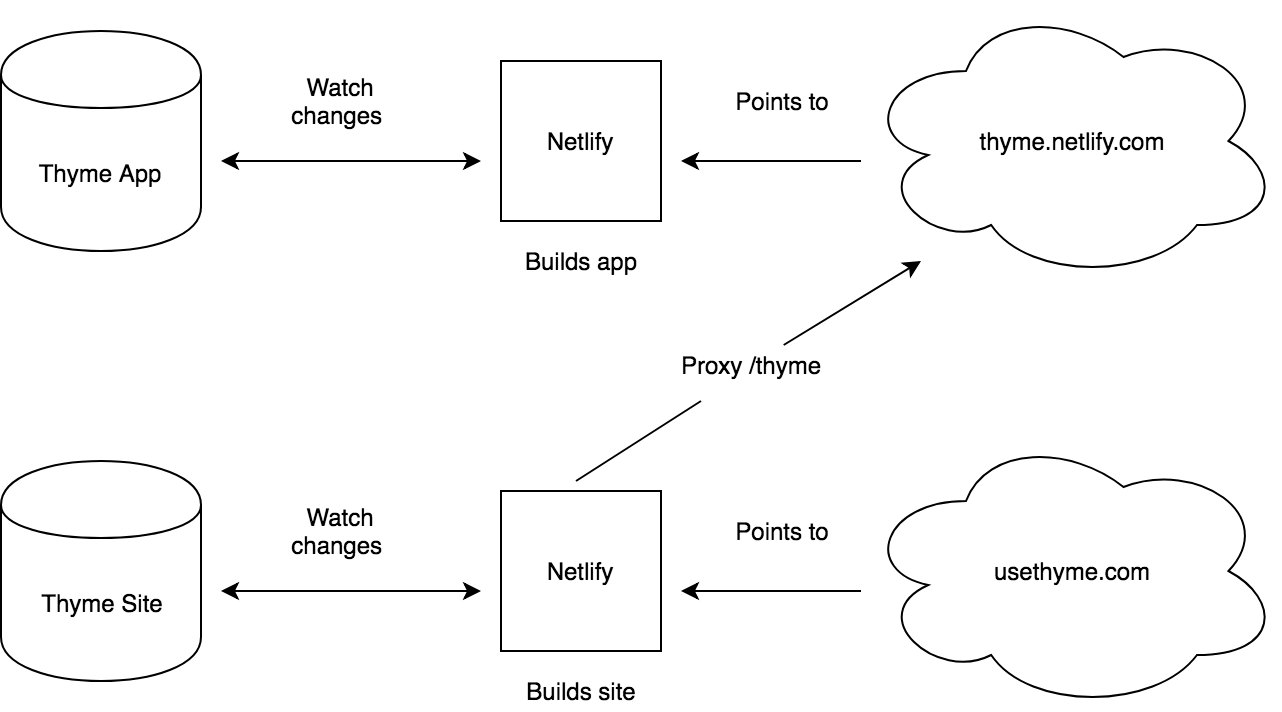 Watch
changes
Points to
Thyme App
Netlify
thyme.netlify.com
Builds app
Proxy /thyme
Watch
changes
Points to
Thyme Site
Netlify
usethyme.com
Builds site